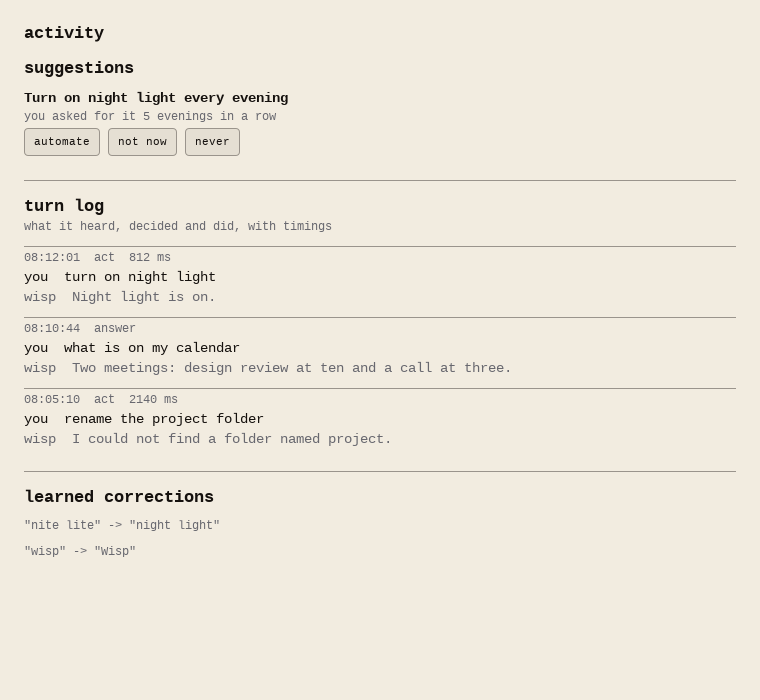 activity
suggestions
Turn on night light every evening
you asked for it 5 evenings in a row
automate not now never
turn log
what it heard, decided and did, with timings
08:12:01 act 812 ms
you turn on night light
wisp Night light is on.
08:10:44 answer
you what is on my calendar
wisp Two meetings: design review at ten and a call at three.
08:05:10 act 2140 ms
you rename the project folder
wisp I could not find a folder named project.
learned corrections
"nite lite" -> "night light"
"wisp" -> "Wisp"